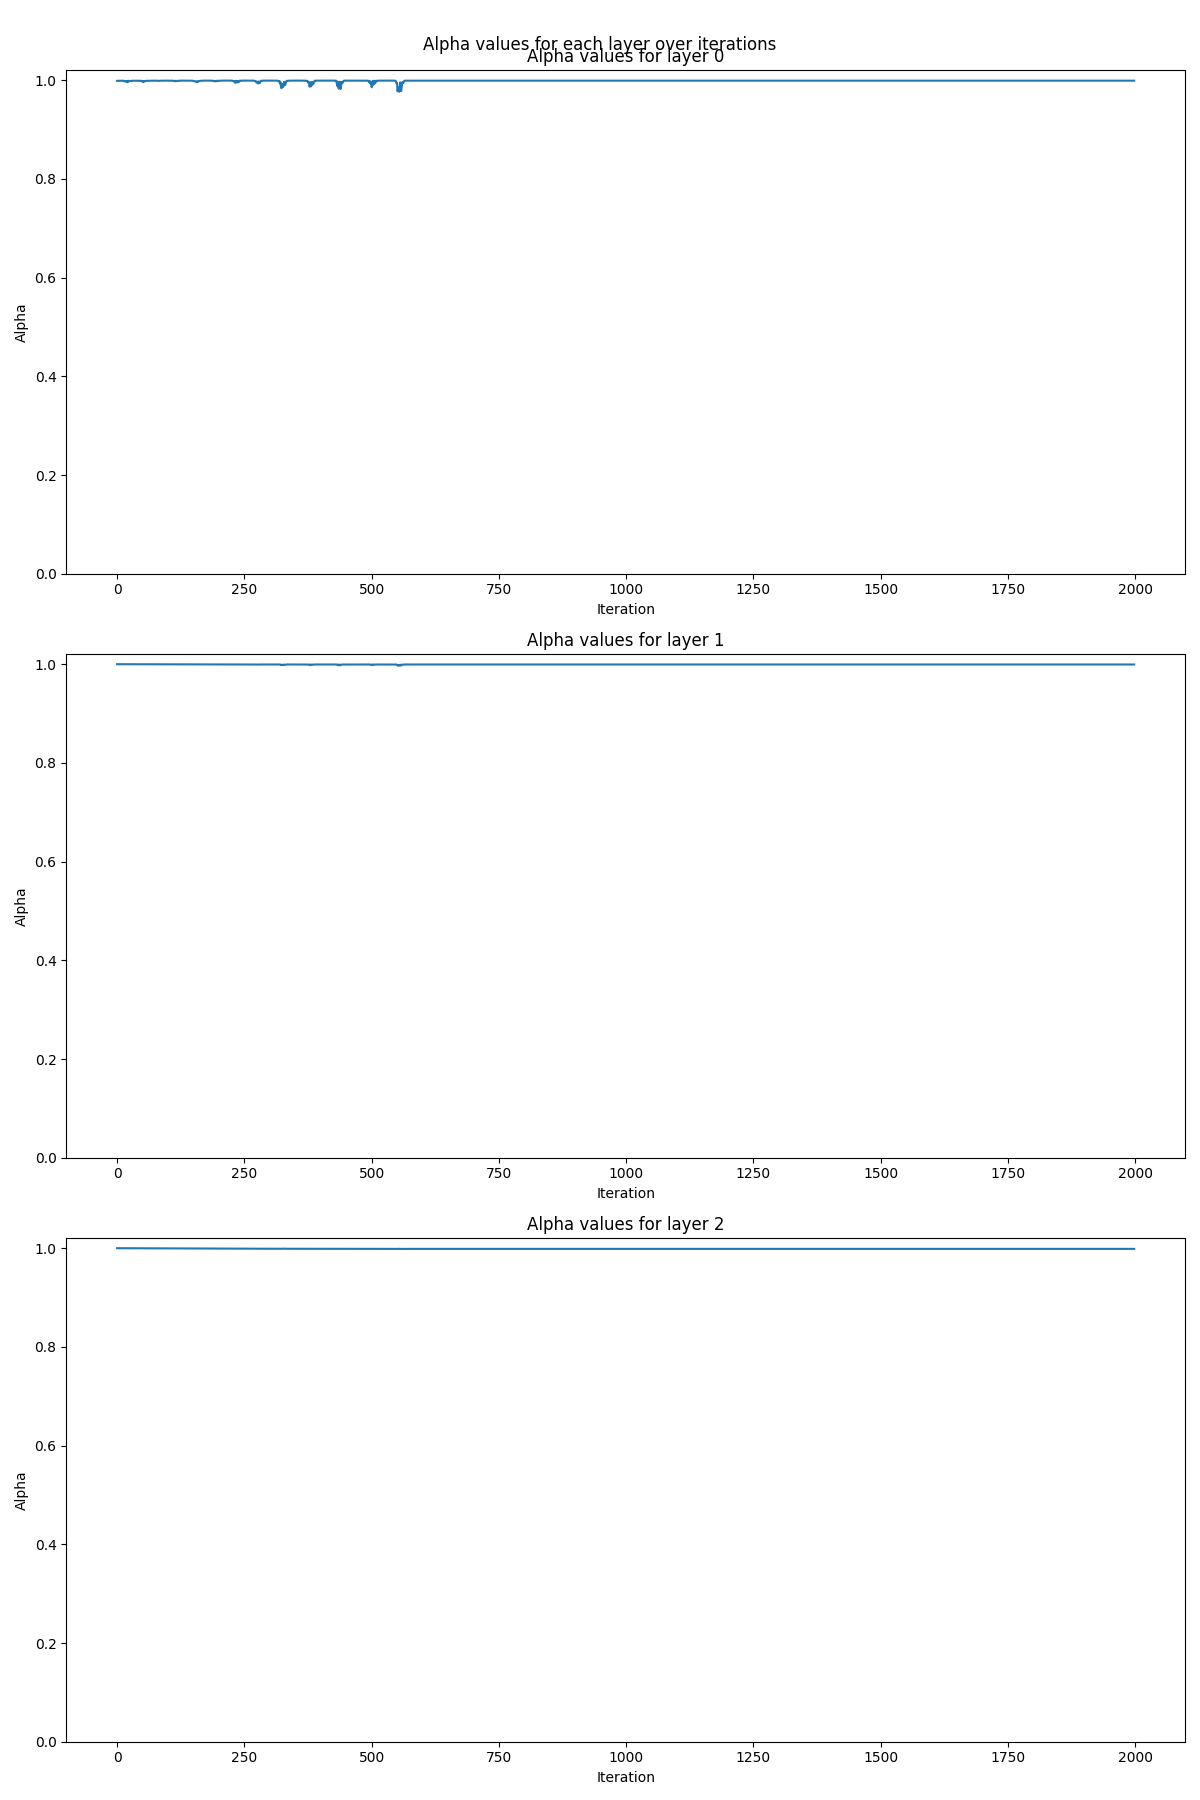 Alpha values for each layer over iterations
Alpha values for layer 0
1.0
0.8
0.6
0.4
0.2
0.0
Alpha
0 250 500 750 1000 1250 1500 1750 2000
Iteration
Alpha values for layer 1
1.0
0.8
0.6
0.4
0.2
0.0
Alpha
0 250 500 750 1000 1250 1500 1750 2000
Iteration
Alpha values for layer 2
1.0
0.8
0.6
0.4
0.2
0.0
Alpha
0 250 500 750 1000 1250 1500 1750 2000
Iteration